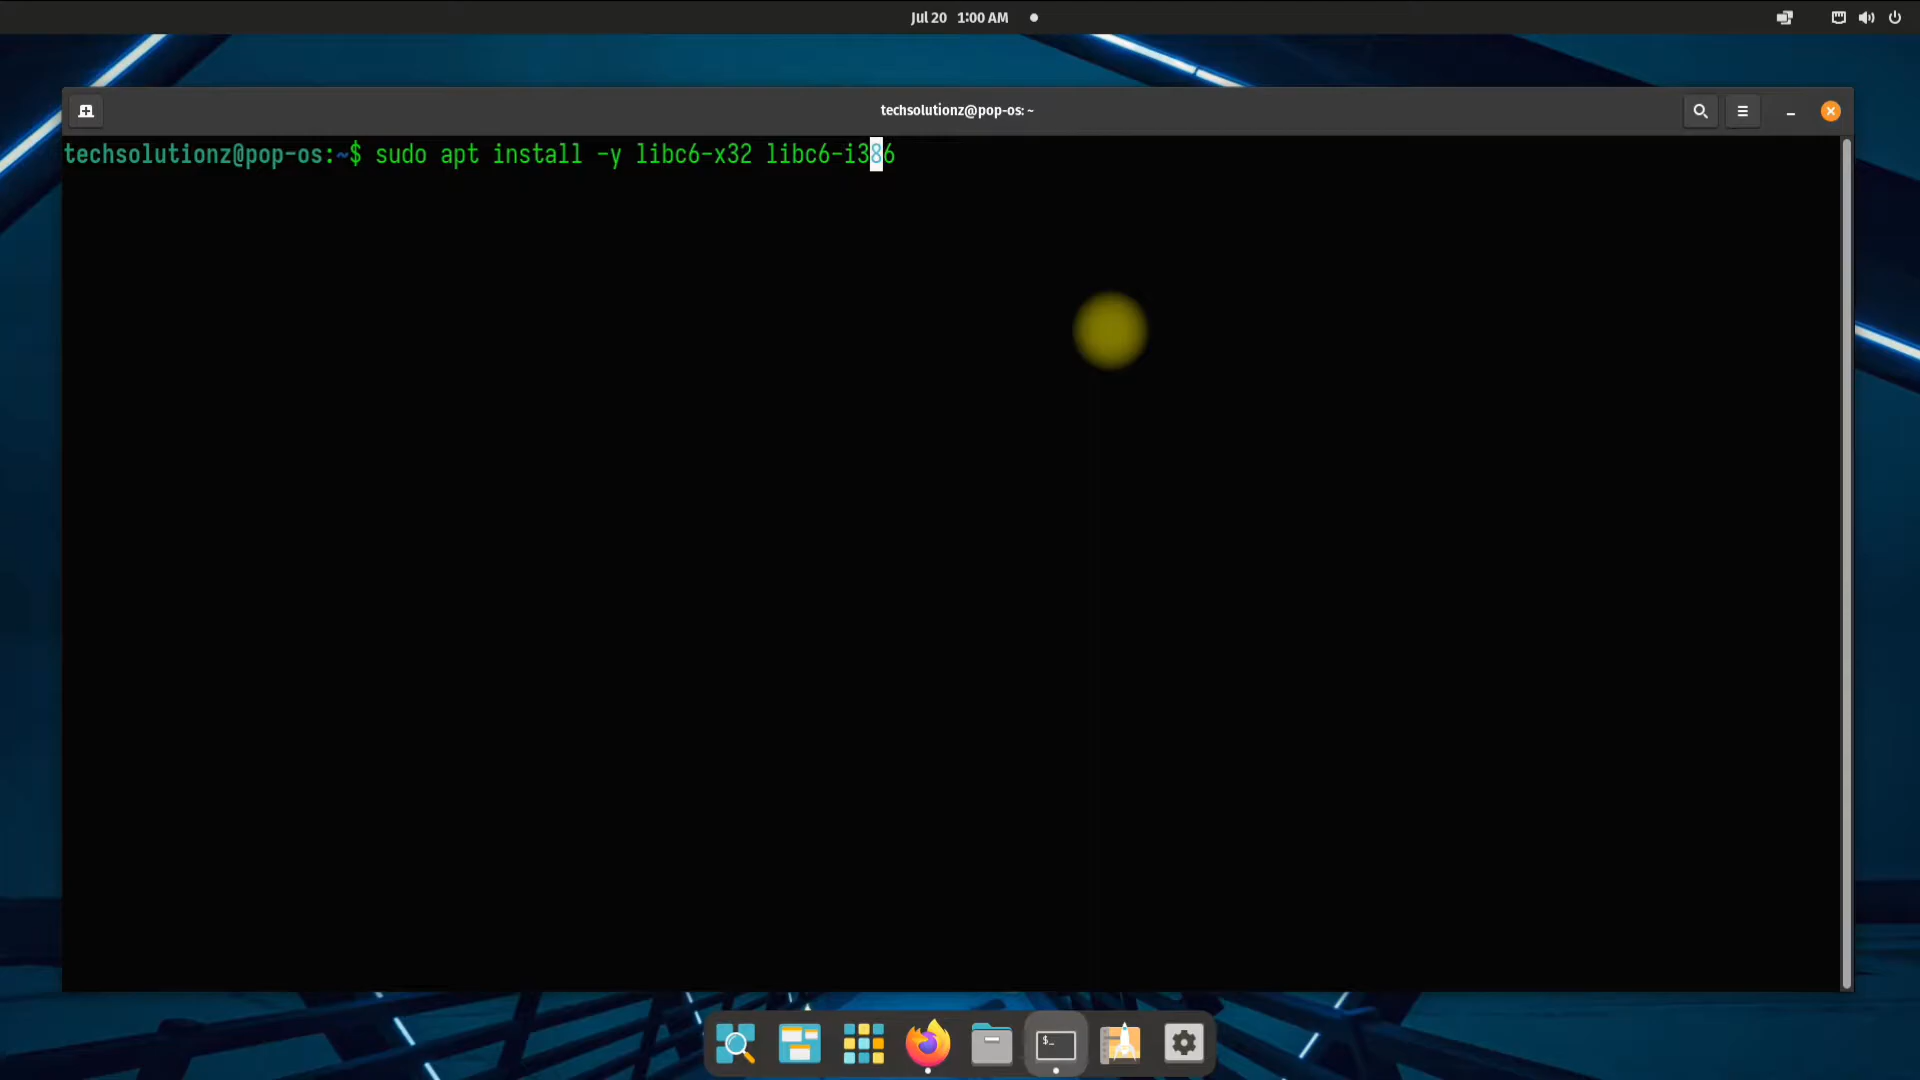 Jul 20 1:00 AM
techsolutionz@pop-os: ~
techsolutionz@pop-os:~$ sudo apt install -y libc6-x32 libc6-i386
$_